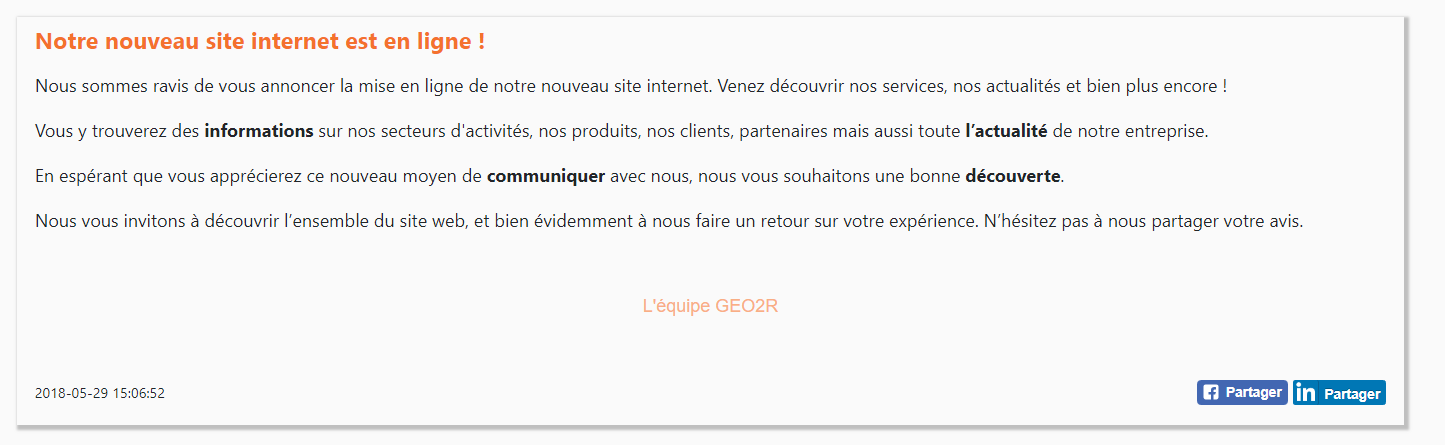 Notre nouveau site internet est en ligne !
Nous sommes ravis de vous annoncer la mise en ligne de notre nouveau site internet. Venez découvrir nos services, nos actualités et bien plus encore !
Vous y trouverez des informations sur nos secteurs d'activités, nos produits, nos clients, partenaires mais aussi toute l’actualité de notre entreprise.
En espérant que vous apprécierez ce nouveau moyen de communiquer avec nous, nous vous souhaitons une bonne découverte.
Nous vous invitons à découvrir l’ensemble du site web, et bien évidemment à nous faire un retour sur votre expérience. N’hésitez pas à nous partager votre avis.
L'équipe GEO2R
2018-05-29 15:06:52 Partager in Partager